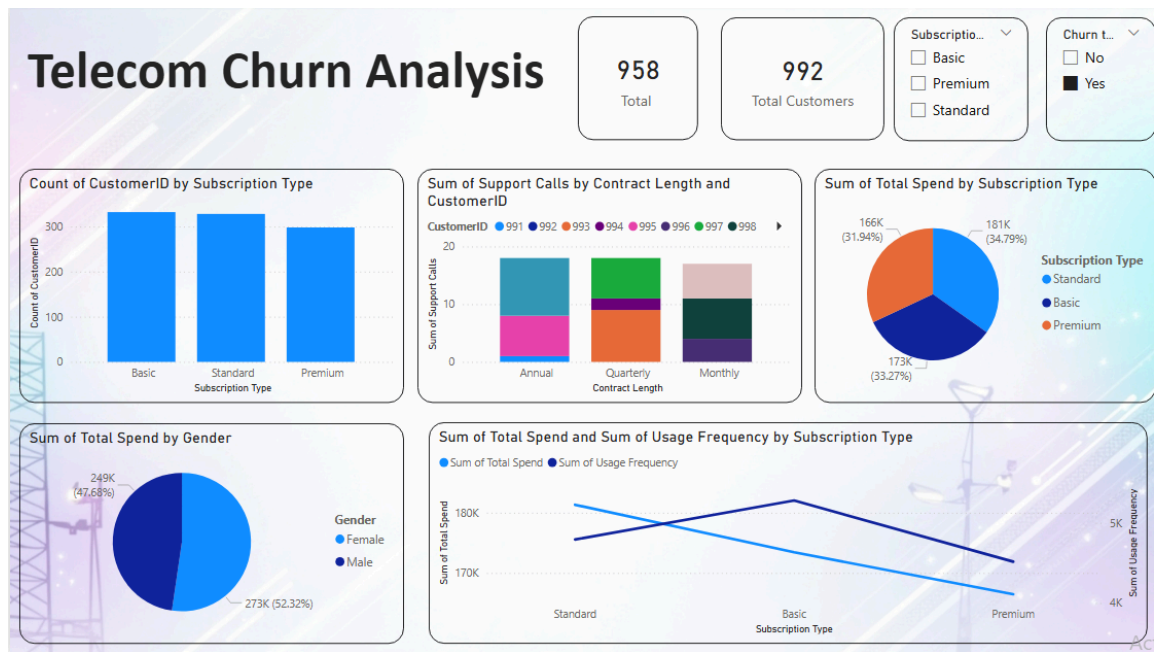 Telecom Churn Analysis
958
Total
992
Total Customers
Subscriptio...
Basic
Premium
Standard
Churn t...
No
Yes
Count of CustomerID by Subscription Type
Count of CustomerID
300
200
100
0
Basic
Standard
Premium
Subscription Type
Sum of Support Calls by Contract Length and
CustomerID
CustomerID 991 992 993 994 995 996 997 998
Sum of Support Calls
20
10
0
Annual
Quarterly
Monthly
Contract Length
Sum of Total Spend by Subscription Type
166K
(31.94%)
181K
(34.79%)
173K
(33.27%)
Subscription Type
Standard
Basic
Premium
Sum of Total Spend by Gender
249K
(47.68%)
273K (52.32%)
Gender
Female
Male
Sum of Total Spend and Sum of Usage Frequency by Subscription Type
Sum of Total Spend Sum of Usage Frequency
Sum of Total Spend
180K
170K
Standard
Basic
Premium
Subscription Type
5K
4K
Sum of Usage Frequency
Ac